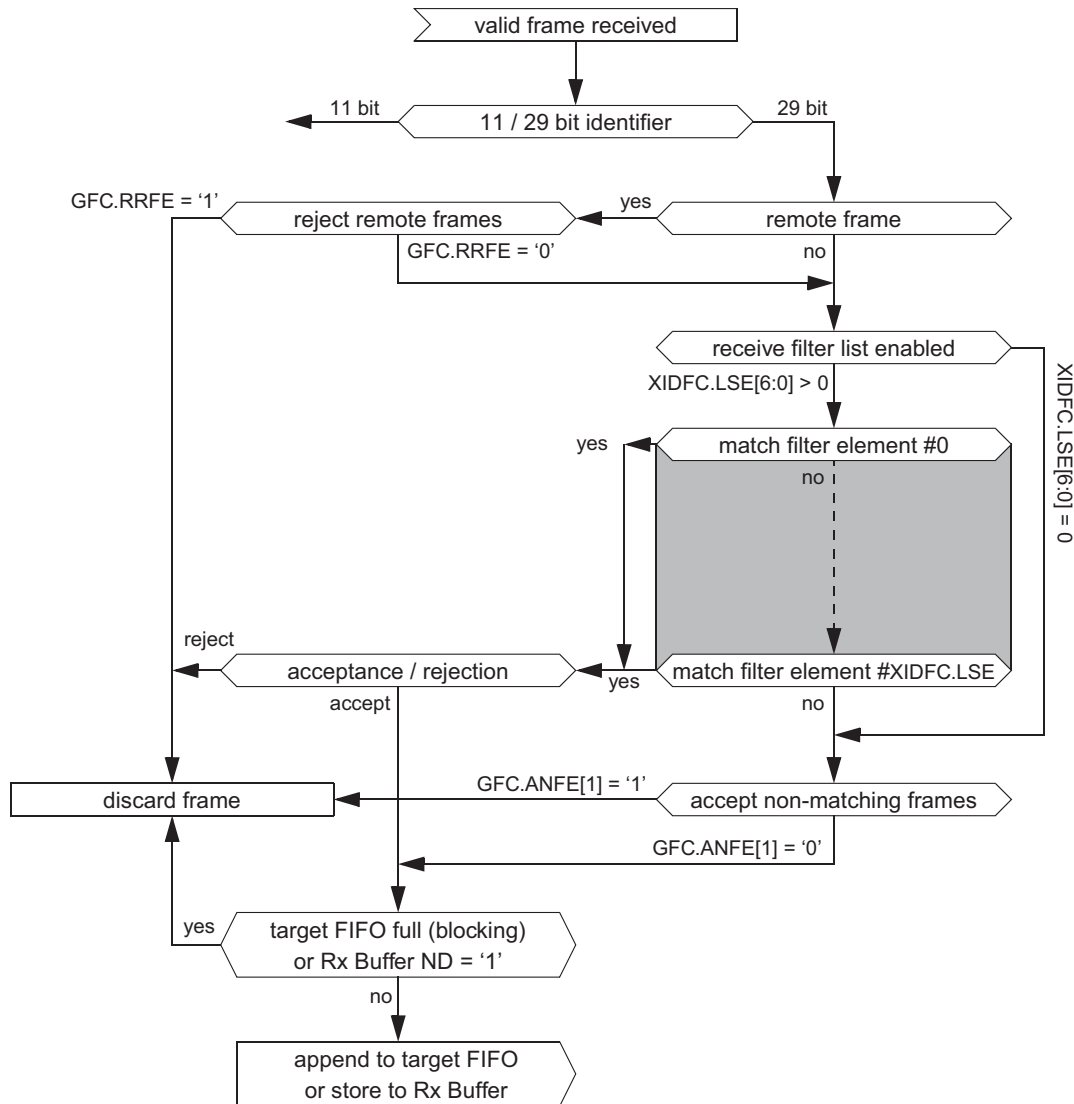 valid frame received
11 bit
11 / 29 bit identifier
29 bit
GFC.RRFE = ‘1’
reject remote frames
yes
remote frame
GFC.RRFE = ‘0’
no
receive filter list enabled
XIDFC.LSE[6:0] > 0
XIDFC.LSE[6:0] = 0
yes
match filter element #0
no
reject
acceptance / rejection
yes
match filter element #XIDFC.LSE
accept
no
discard frame
GFC.ANFE[1] = ‘1’
accept non-matching frames
GFC.ANFE[1] = ‘0’
yes
target FIFO full (blocking)
or Rx Buffer ND = ‘1’
no
append to target FIFO
or store to Rx Buffer